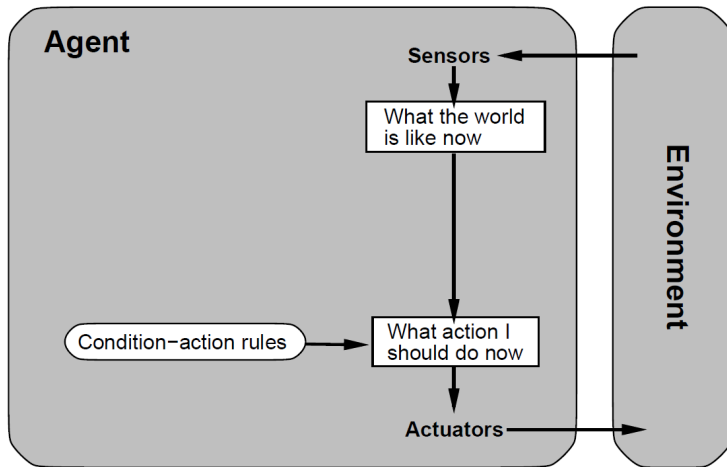 Agent
Sensors
What the world
is like now
Environment
Condition−action rules
What action I
should do now
Actuators